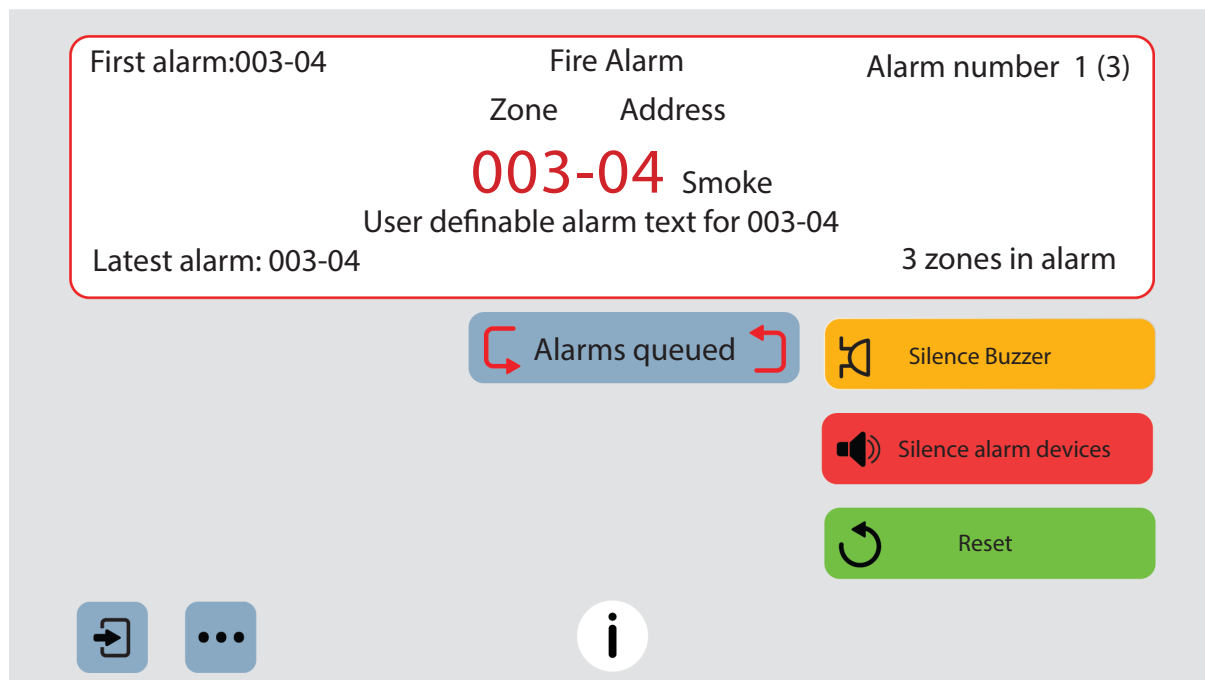 First alarm:003-04
Fire Alarm
Alarm number 1 (3)
Zone Address
003-04 Smoke
User definable alarm text for 003-04
Latest alarm: 003-04
3 zones in alarm
Alarms queued
Silence Buzzer
Silence alarm devices
Reset
i